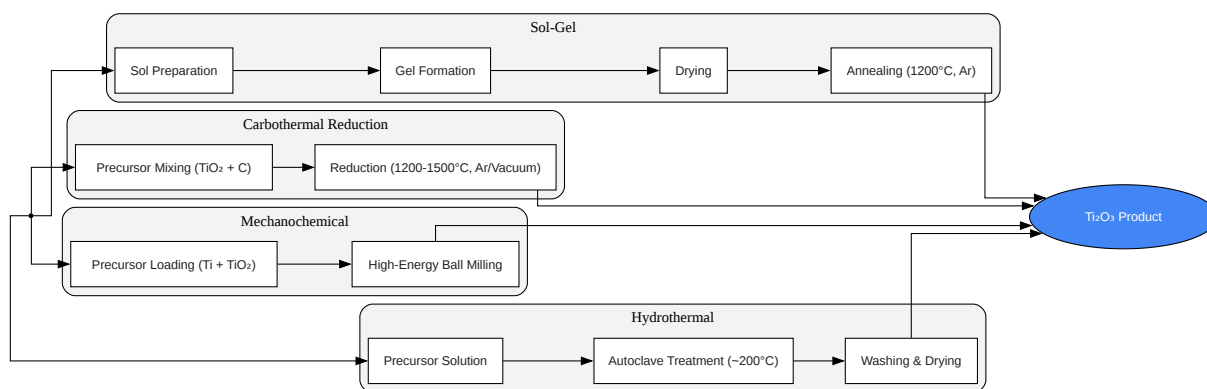 Sol-Gel
Sol Preparation
Gel Formation
Drying
Annealing (1200°C, Ar)
Carbothermal Reduction
Precursor Mixing (TiO₂ + C)
Reduction (1200-1500°C, Ar/Vacuum)
Mechanochemical
Precursor Loading (Ti + TiO₂)
High-Energy Ball Milling
Ti₂O₃ Product
Hydrothermal
Precursor Solution
Autoclave Treatment (~200°C)
Washing & Drying